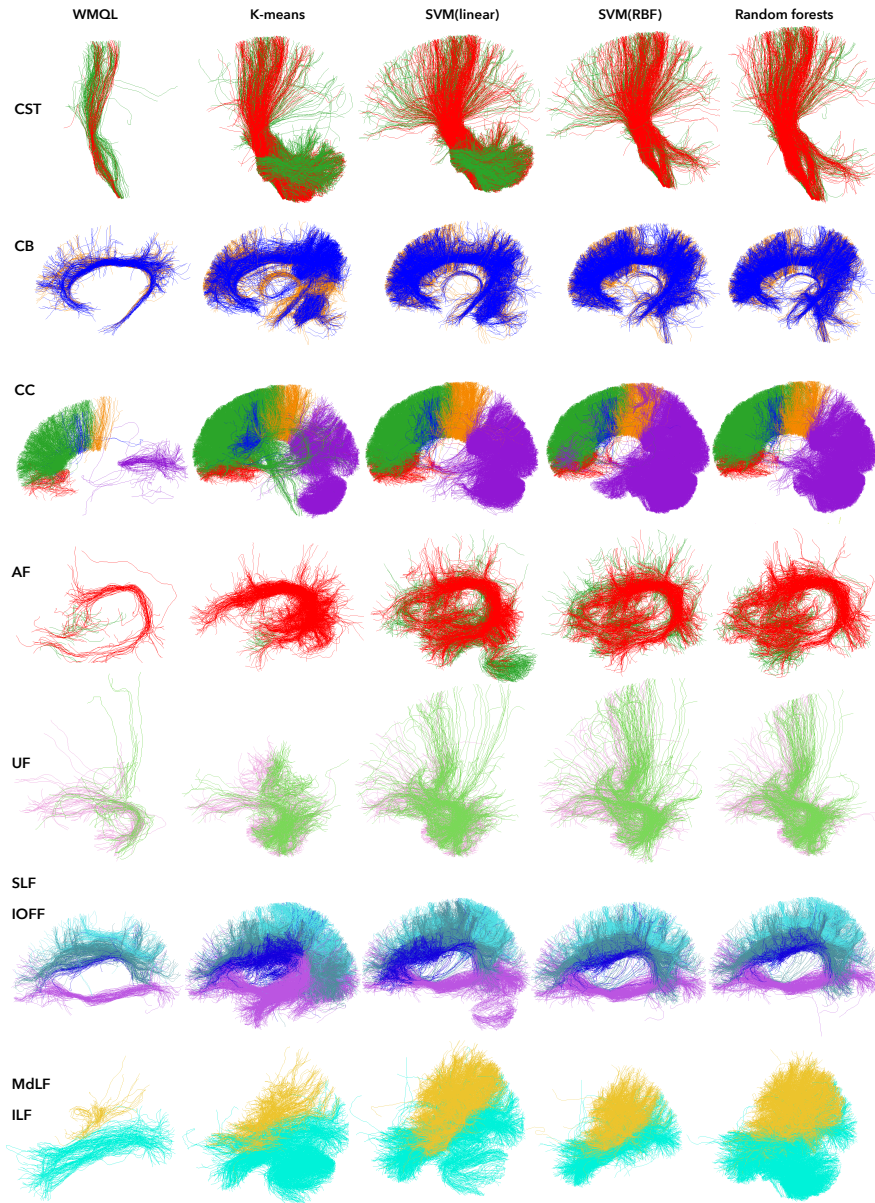 WMQL K-means SVM(linear) SVM(RBF) Random forests
CST
CB
CC
AF
UF
SLF
IOFF
MdLF
ILF